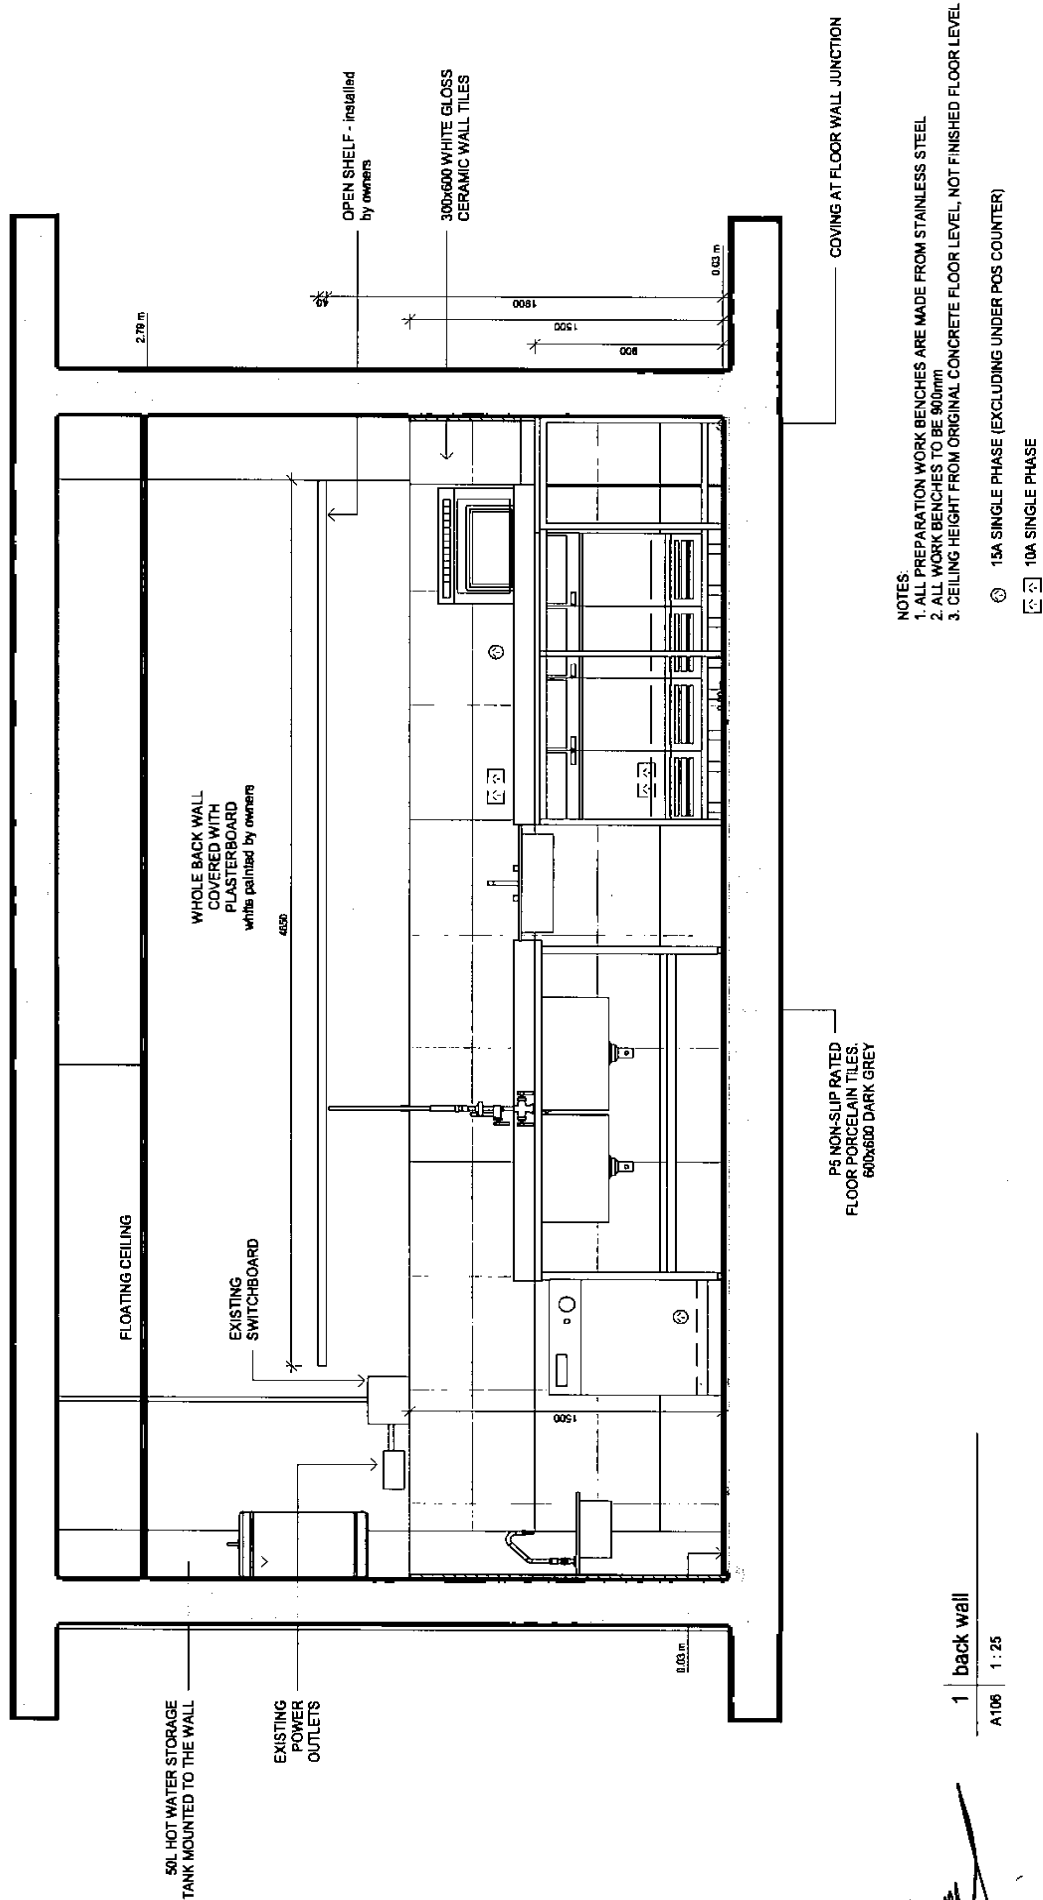 50L HOT WATER STORAGE
TANK MOUNTED TO THE WALL
EXISTING
POWER
OUTLETS
FLOATING CEILING
EXISTING
SWITCHBOARD
WHOLE BACK WALL
COVERED WITH
PLASTERBOARD
white painted by owners
4650
2.79 m
OPEN SHELF - installed
by owners
300x600 WHITE GLOSS
CERAMIC WALL TILES
40
1900
1500
900
0.03 m
1500
0.03 m
COVING AT FLOOR WALL JUNCTION
P5 NON-SLIP RATED
FLOOR PORCELAIN TILES.
600x600 DARK GREY
NOTES:
1. ALL PREPARATION WORK BENCHES ARE MADE FROM STAINLESS STEEL
2. ALL WORK BENCHES TO BE 900mm
3. CEILING HEIGHT FROM ORIGINAL CONCRETE FLOOR LEVEL, NOT FINISHED FLOOR LEVEL
15A SINGLE PHASE (EXCLUDING UNDER POS COUNTER)
10A SINGLE PHASE
1 back wall
A106 1 : 25